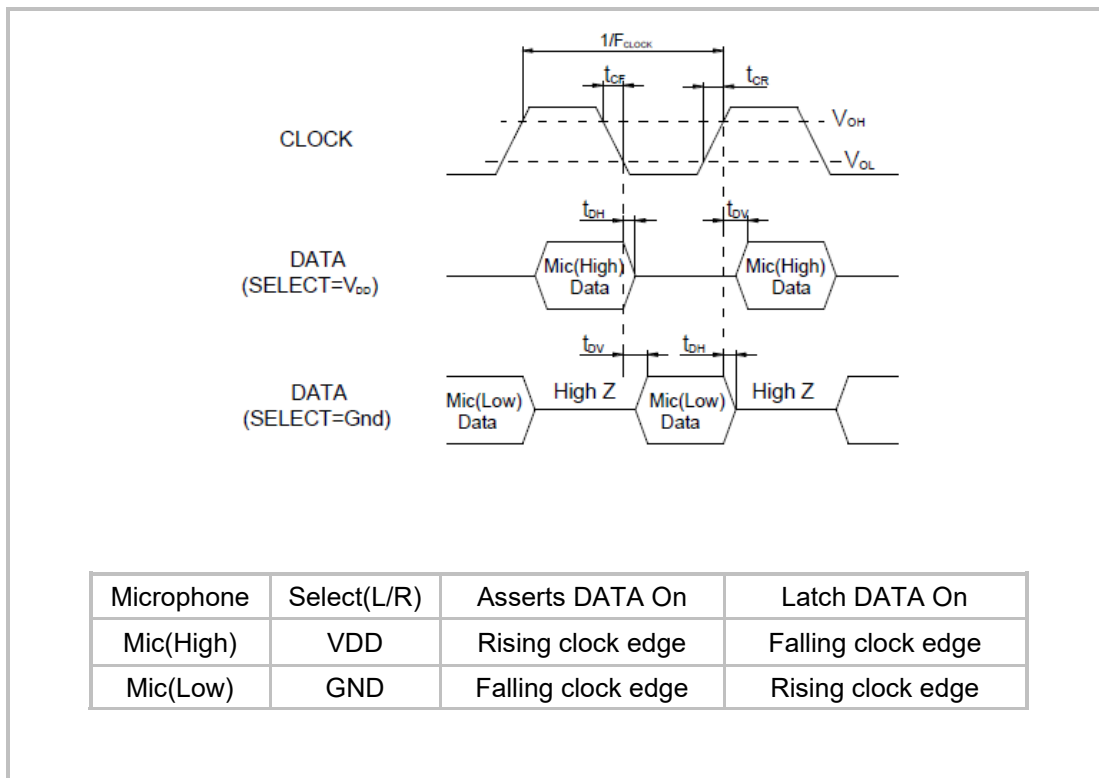 1/FCLOCK
tCF
tCR
CLOCK
VOH
VOL
tDH
tDV
DATA
(SELECT=VDD)
Mic(High)
Data
Mic(High)
Data
tDV
tDH
DATA
(SELECT=Gnd)
Mic(Low)
Data
High Z
Mic(Low)
Data
High Z
Microphone Select(L/R) Asserts DATA On Latch DATA On
Mic(High) VDD Rising clock edge Falling clock edge
Mic(Low) GND Falling clock edge Rising clock edge